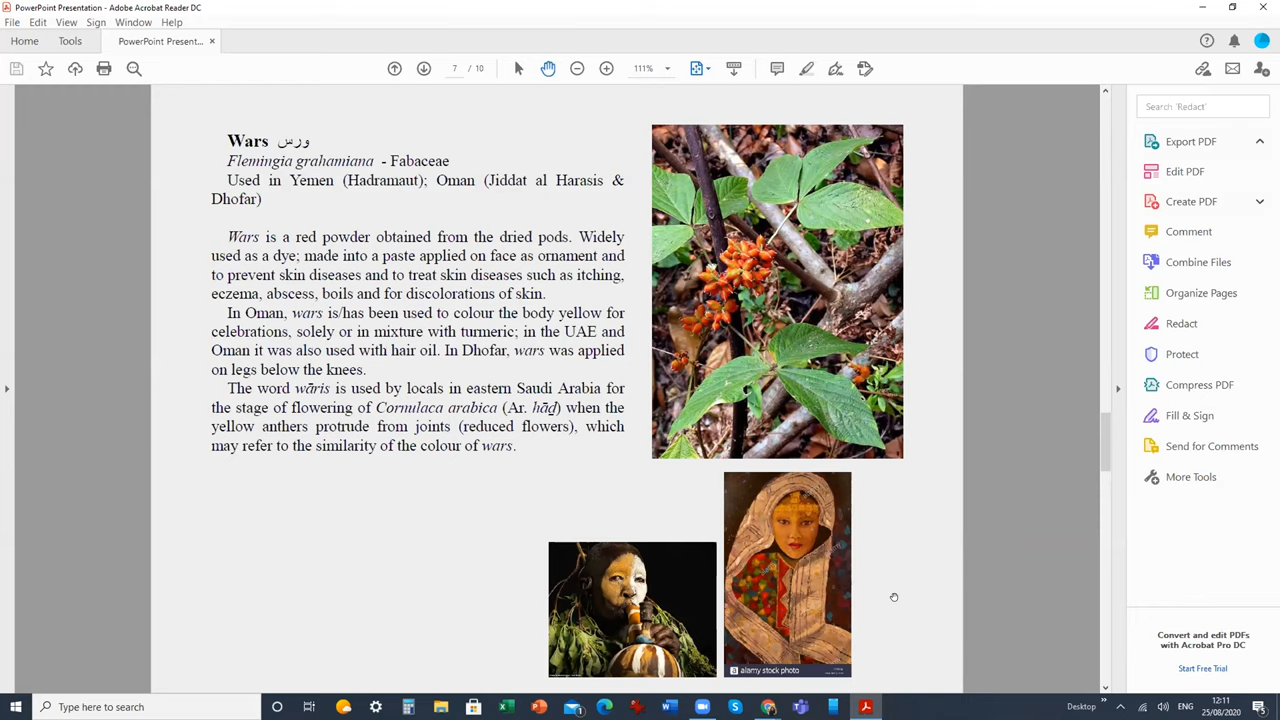 PowerPoint Presentation - Adobe Acrobat Reader DC
File Edit View Sign Window Help
Home Tools PowerPoint Present... ×
7 / 10 111%
Wars ورس
Flemingia grahamiana - Fabaceae
Used in Yemen (Hadramaut); Oman (Jiddat al Harasis &
Dhofar)
Wars is a red powder obtained from the dried pods. Widely
used as a dye; made into a paste applied on face as ornament and
to prevent skin diseases and to treat skin diseases such as itching,
eczema, abscess, boils and for discolorations of skin.
In Oman, wars is/has been used to colour the body yellow for
celebrations, solely or in mixture with turmeric; in the UAE and
Oman it was also used with hair oil. In Dhofar, wars was applied
on legs below the knees.
The word wāris is used by locals in eastern Saudi Arabia for
the stage of flowering of Cornulaca arabica (Ar. hāḏ) when the
yellow anthers protrude from joints (reduced flowers), which
may refer to the similarity of the colour of wars.
a alamy stock photo
Search 'Redact'
Export PDF
Edit PDF
Create PDF
Comment
Combine Files
Organize Pages
Redact
Protect
Compress PDF
Fill & Sign
Send for Comments
More Tools
Convert and edit PDFs
with Acrobat Pro DC
Start Free Trial
Type here to search
Desktop
ENG
12:11
25/08/2020